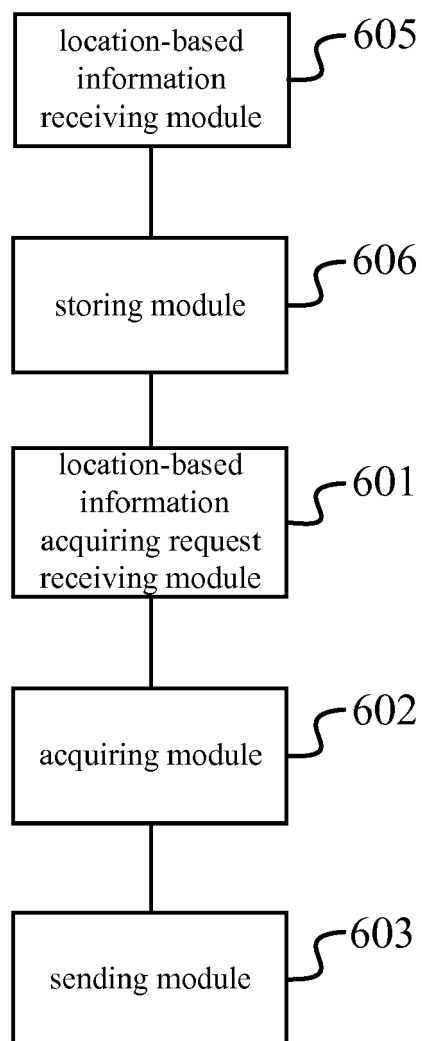 location-based
information
receiving module
605
storing module
606
location-based
information
acquiring request
receiving module
601
acquiring module
602
sending module
603